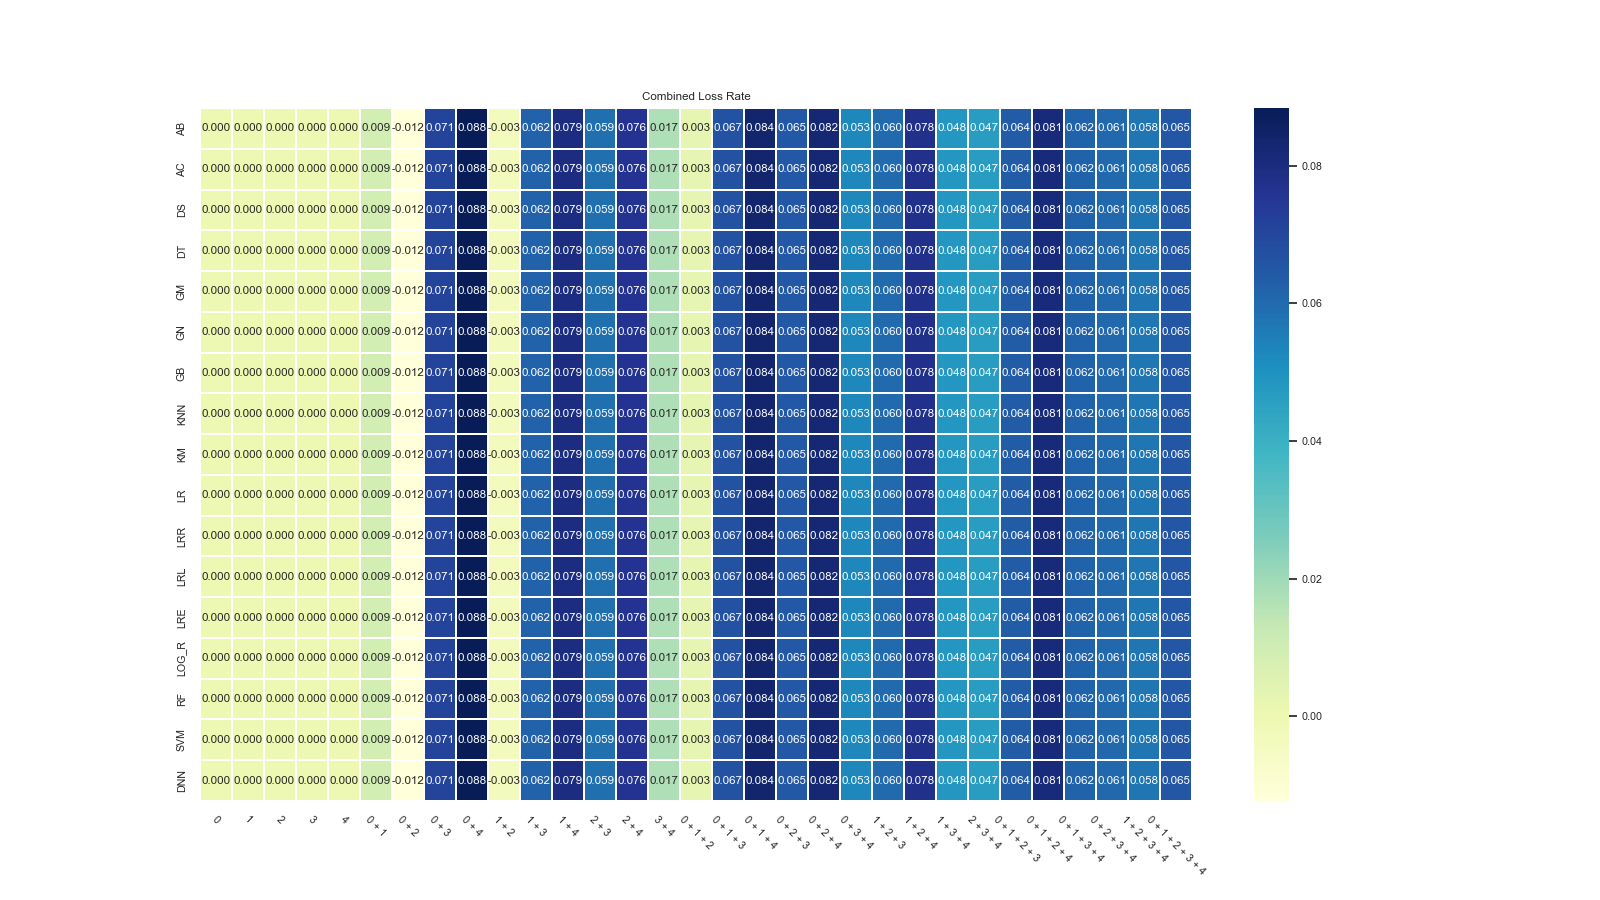 Combined Loss Rate
AB 0.000 0.000 0.000 0.000 0.000 0.009 -0.012 0.071 0.088 -0.003 0.062 0.079 0.059 0.076 0.017 0.003 0.067 0.084 0.065 0.082 0.053 0.060 0.078 0.048 0.047 0.064 0.081 0.062 0.061 0.058 0.065
AC 0.000 0.000 0.000 0.000 0.000 0.009 -0.012 0.071 0.088 -0.003 0.062 0.079 0.059 0.076 0.017 0.003 0.067 0.084 0.065 0.082 0.053 0.060 0.078 0.048 0.047 0.064 0.081 0.062 0.061 0.058 0.065
DS 0.000 0.000 0.000 0.000 0.000 0.009 -0.012 0.071 0.088 -0.003 0.062 0.079 0.059 0.076 0.017 0.003 0.067 0.084 0.065 0.082 0.053 0.060 0.078 0.048 0.047 0.064 0.081 0.062 0.061 0.058 0.065
DT 0.000 0.000 0.000 0.000 0.000 0.009 -0.012 0.071 0.088 -0.003 0.062 0.079 0.059 0.076 0.017 0.003 0.067 0.084 0.065 0.082 0.053 0.060 0.078 0.048 0.047 0.064 0.081 0.062 0.061 0.058 0.065
GM 0.000 0.000 0.000 0.000 0.000 0.009 -0.012 0.071 0.088 -0.003 0.062 0.079 0.059 0.076 0.017 0.003 0.067 0.084 0.065 0.082 0.053 0.060 0.078 0.048 0.047 0.064 0.081 0.062 0.061 0.058 0.065
GN 0.000 0.000 0.000 0.000 0.000 0.009 -0.012 0.071 0.088 -0.003 0.062 0.079 0.059 0.076 0.017 0.003 0.067 0.084 0.065 0.082 0.053 0.060 0.078 0.048 0.047 0.064 0.081 0.062 0.061 0.058 0.065
GB 0.000 0.000 0.000 0.000 0.000 0.009 -0.012 0.071 0.088 -0.003 0.062 0.079 0.059 0.076 0.017 0.003 0.067 0.084 0.065 0.082 0.053 0.060 0.078 0.048 0.047 0.064 0.081 0.062 0.061 0.058 0.065
KNN 0.000 0.000 0.000 0.000 0.000 0.009 -0.012 0.071 0.088 -0.003 0.062 0.079 0.059 0.076 0.017 0.003 0.067 0.084 0.065 0.082 0.053 0.060 0.078 0.048 0.047 0.064 0.081 0.062 0.061 0.058 0.065
KM 0.000 0.000 0.000 0.000 0.000 0.009 -0.012 0.071 0.088 -0.003 0.062 0.079 0.059 0.076 0.017 0.003 0.067 0.084 0.065 0.082 0.053 0.060 0.078 0.048 0.047 0.064 0.081 0.062 0.061 0.058 0.065
LR 0.000 0.000 0.000 0.000 0.000 0.009 -0.012 0.071 0.088 -0.003 0.062 0.079 0.059 0.076 0.017 0.003 0.067 0.084 0.065 0.082 0.053 0.060 0.078 0.048 0.047 0.064 0.081 0.062 0.061 0.058 0.065
LRR 0.000 0.000 0.000 0.000 0.000 0.009 -0.012 0.071 0.088 -0.003 0.062 0.079 0.059 0.076 0.017 0.003 0.067 0.084 0.065 0.082 0.053 0.060 0.078 0.048 0.047 0.064 0.081 0.062 0.061 0.058 0.065
LRL 0.000 0.000 0.000 0.000 0.000 0.009 -0.012 0.071 0.088 -0.003 0.062 0.079 0.059 0.076 0.017 0.003 0.067 0.084 0.065 0.082 0.053 0.060 0.078 0.048 0.047 0.064 0.081 0.062 0.061 0.058 0.065
LRE 0.000 0.000 0.000 0.000 0.000 0.009 -0.012 0.071 0.088 -0.003 0.062 0.079 0.059 0.076 0.017 0.003 0.067 0.084 0.065 0.082 0.053 0.060 0.078 0.048 0.047 0.064 0.081 0.062 0.061 0.058 0.065
LOG_R 0.000 0.000 0.000 0.000 0.000 0.009 -0.012 0.071 0.088 -0.003 0.062 0.079 0.059 0.076 0.017 0.003 0.067 0.084 0.065 0.082 0.053 0.060 0.078 0.048 0.047 0.064 0.081 0.062 0.061 0.058 0.065
RF 0.000 0.000 0.000 0.000 0.000 0.009 -0.012 0.071 0.088 -0.003 0.062 0.079 0.059 0.076 0.017 0.003 0.067 0.084 0.065 0.082 0.053 0.060 0.078 0.048 0.047 0.064 0.081 0.062 0.061 0.058 0.065
SVM 0.000 0.000 0.000 0.000 0.000 0.009 -0.012 0.071 0.088 -0.003 0.062 0.079 0.059 0.076 0.017 0.003 0.067 0.084 0.065 0.082 0.053 0.060 0.078 0.048 0.047 0.064 0.081 0.062 0.061 0.058 0.065
DNN 0.000 0.000 0.000 0.000 0.000 0.009 -0.012 0.071 0.088 -0.003 0.062 0.079 0.059 0.076 0.017 0.003 0.067 0.084 0.065 0.082 0.053 0.060 0.078 0.048 0.047 0.064 0.081 0.062 0.061 0.058 0.065
0
1
2
3
4
0 + 1
0 + 2
0 + 3
0 + 4
1 + 2
1 + 3
1 + 4
2 + 3
2 + 4
3 + 4
0 + 1 + 2
0 + 1 + 3
0 + 1 + 4
0 + 2 + 3
0 + 2 + 4
0 + 3 + 4
1 + 2 + 3
1 + 2 + 4
1 + 3 + 4
2 + 3 + 4
0 + 1 + 2 + 3
0 + 1 + 2 + 4
0 + 1 + 3 + 4
0 + 2 + 3 + 4
1 + 2 + 3 + 4
0 + 1 + 2 + 3 + 4
0.08
0.06
0.04
0.02
0.00